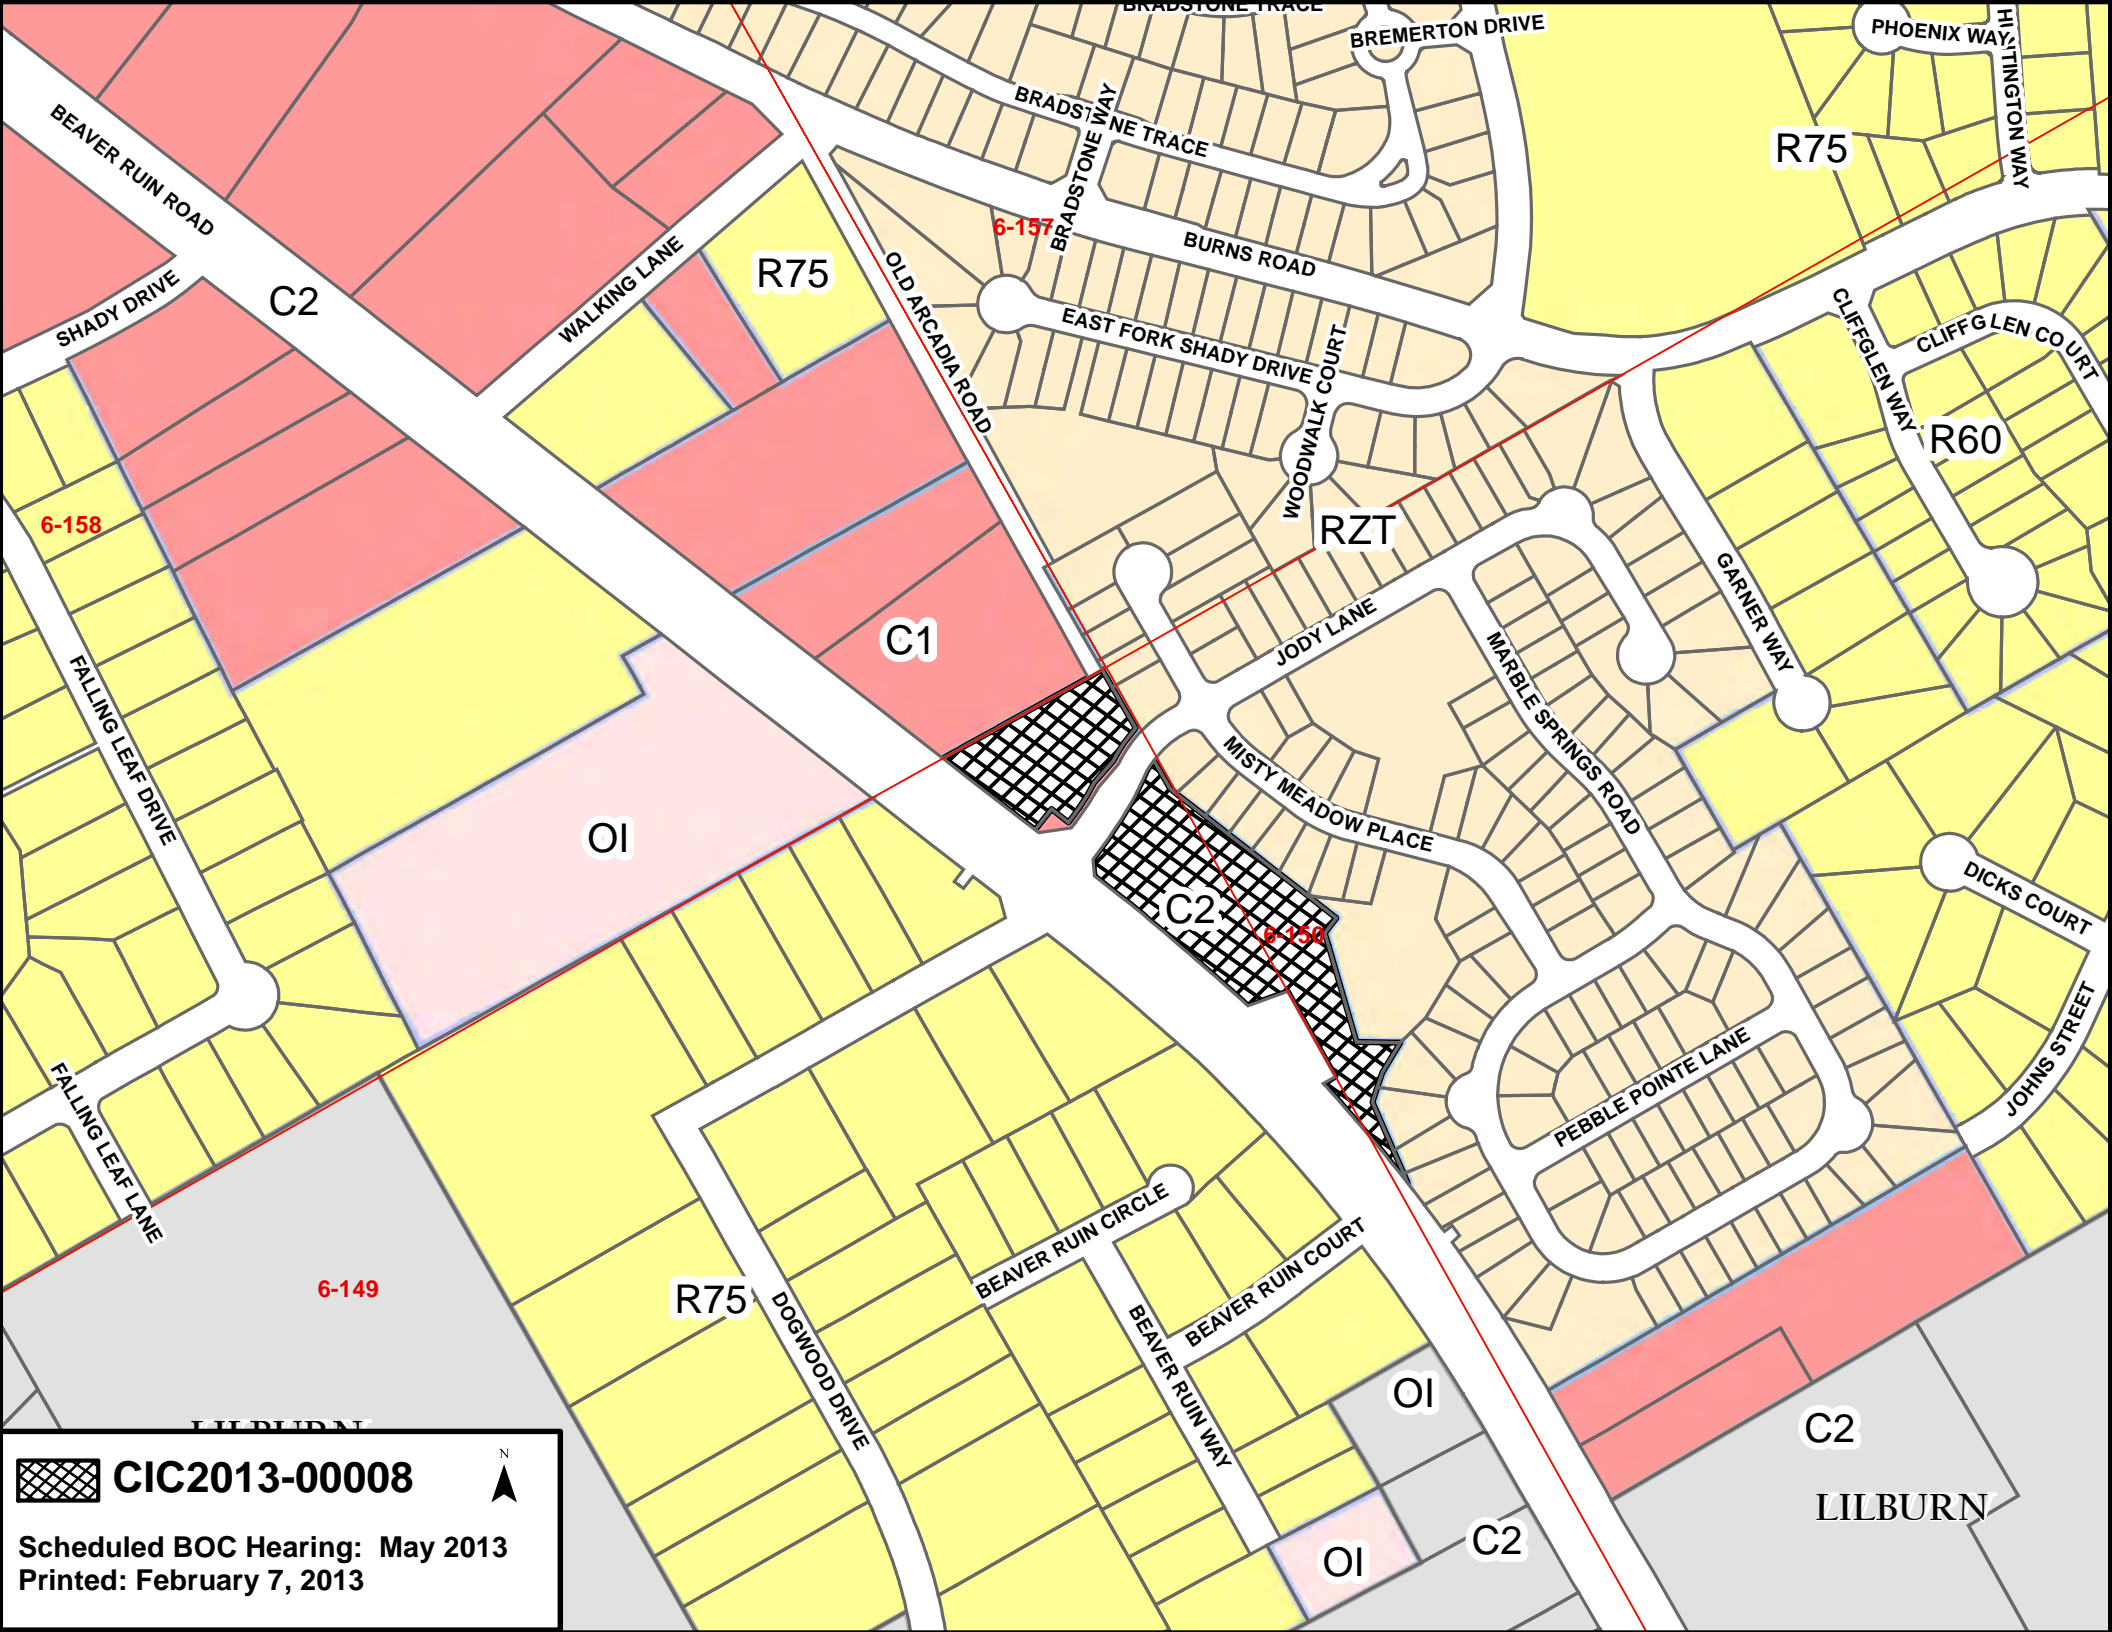 BRADSTONE TRACE
BREMERTON DRIVE
PHOENIX WAY
HUNTINGTON WAY
BEAVER RUIN ROAD
BRADSTONE TRACE
BRADSTONE WAY
R75
6-157
BURNS ROAD
R75
OLD ARCADIA ROAD
WALKING LANE
SHADY DRIVE
C2
EAST FORK SHADY DRIVE
WOODWALK COURT
CLIFFGLEN COURT
CLIFFGLEN WAY
R60
6-158
RZT
GARNER WAY
JODY LANE
C1
MARBLE SPRINGS ROAD
FALLING LEAF DRIVE
MISTY MEADOW PLACE
OI
C2
6-150
DICKS COURT
JOHNS STREET
PEBBLE POINTE LANE
FALLING LEAF LANE
BEAVER RUIN CIRCLE
BEAVER RUIN COURT
6-149
R75
DOGWOOD DRIVE
BEAVER RUIN WAY
OI
C2
LILBURN
LILBURN
C2
OI
N
CIC2013-00008
Scheduled BOC Hearing: May 2013
Printed: February 7, 2013